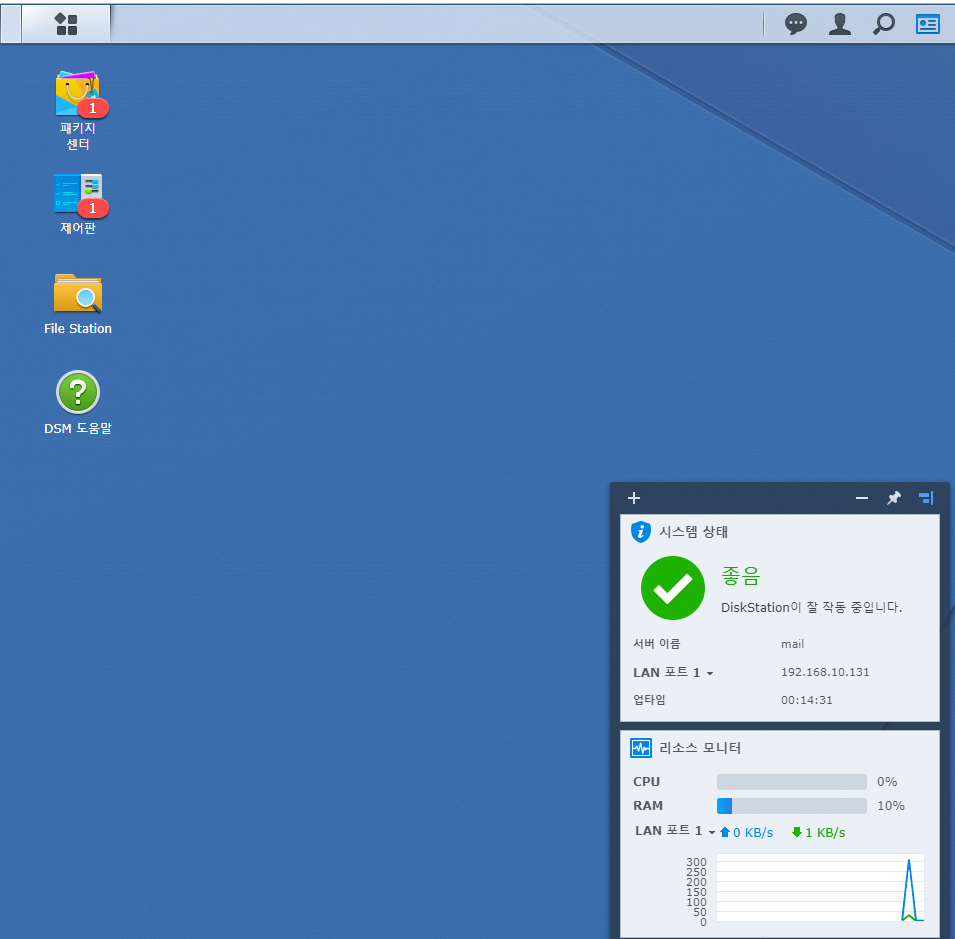 1
패키지
센터
1
제어판
File Station
DSM 도움말
시스템 상태
좋음
DiskStation이 잘 작동 중입니다.
서버 이름 mail
LAN 포트 1 192.168.10.131
업타임 00:14:31
리소스 모니터
CPU 0%
RAM 10%
LAN 포트 1 0 KB/s 1 KB/s
300
250
200
150
100
50
0